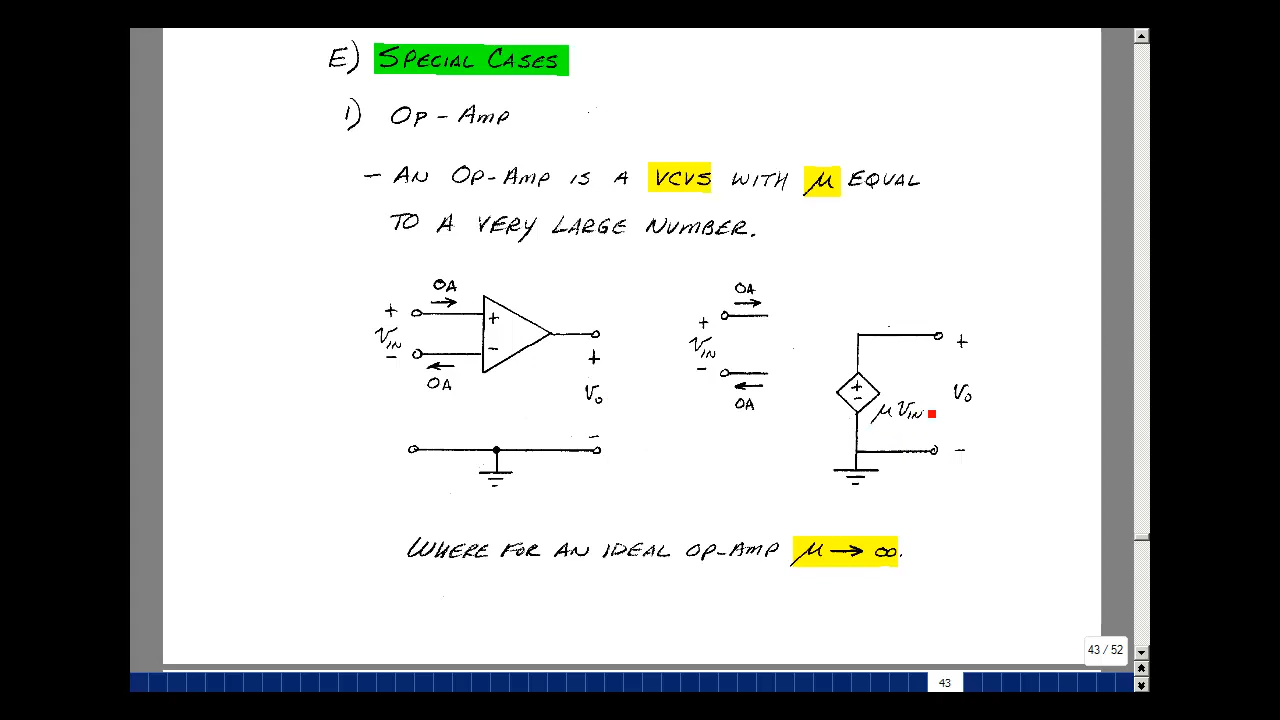 E) SPECIAL CASES
1) OP-AMP
- AN OP-AMP IS A VCVS WITH μ EQUAL
TO A VERY LARGE NUMBER.
0A
+
V_IN
-
0A
+
-
+
V_o
-
0A
+
V_IN
-
0A
+
-
μ V_IN
+
V_o
-
WHERE FOR AN IDEAL OP-AMP μ → ∞.
43 / 52
43